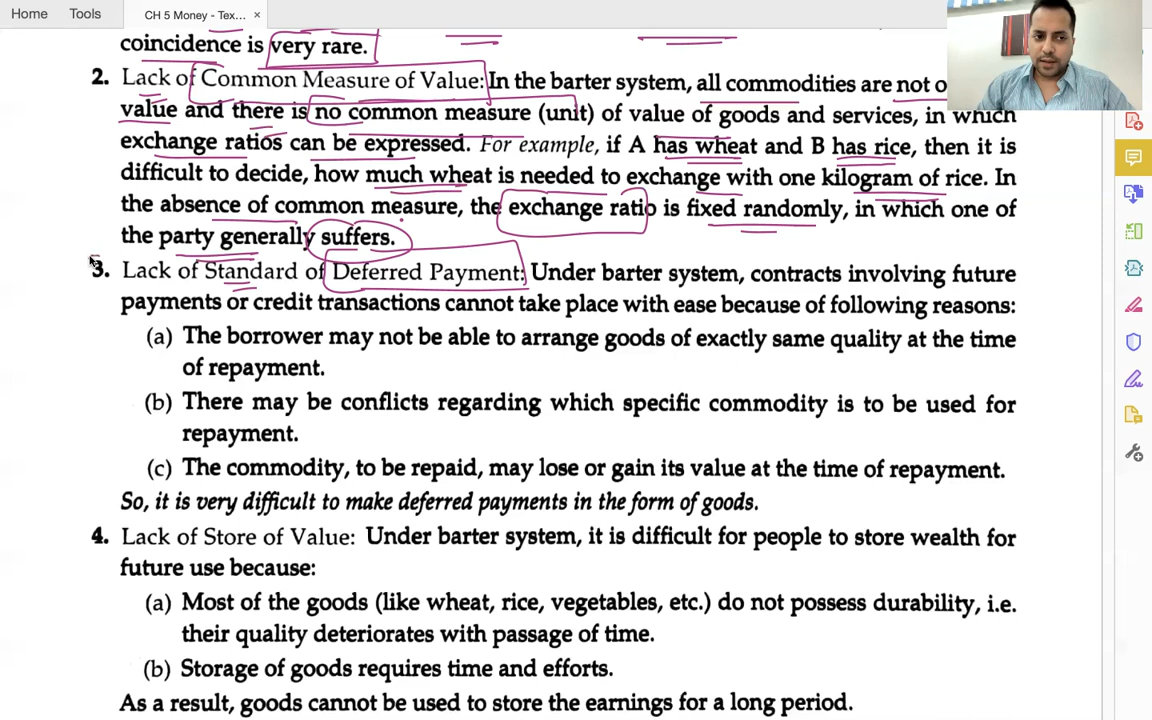 Home Tools CH 5 Money - Tex... ×
coincidence is very rare.
2. Lack of Common Measure of Value: In the barter system, all commodities are not o
value and there is no common measure (unit) of value of goods and services, in which
exchange ratios can be expressed. For example, if A has wheat and B has rice, then it is
difficult to decide, how much wheat is needed to exchange with one kilogram of rice. In
the absence of common measure, the exchange ratio is fixed randomly, in which one of
the party generally suffers.
3. Lack of Standard of Deferred Payment: Under barter system, contracts involving future
payments or credit transactions cannot take place with ease because of following reasons:
(a) The borrower may not be able to arrange goods of exactly same quality at the time
of repayment.
(b) There may be conflicts regarding which specific commodity is to be used for
repayment.
(c) The commodity, to be repaid, may lose or gain its value at the time of repayment.
So, it is very difficult to make deferred payments in the form of goods.
4. Lack of Store of Value: Under barter system, it is difficult for people to store wealth for
future use because:
(a) Most of the goods (like wheat, rice, vegetables, etc.) do not possess durability, i.e.
their quality deteriorates with passage of time.
(b) Storage of goods requires time and efforts.
As a result, goods cannot be used to store the earnings for a long period.